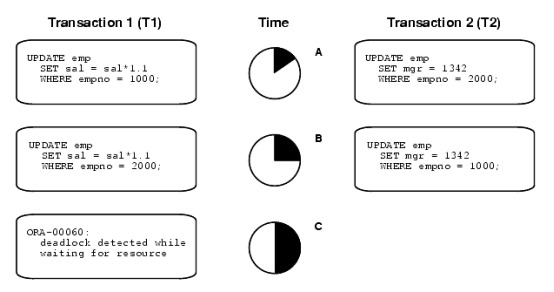 Transaction 1 (T1)
Time
Transaction 2 (T2)
UPDATE emp
SET sal = sal*1.1
WHERE empno = 1000;
A
UPDATE emp
SET mgr = 1342
WHERE empno = 2000;
UPDATE emp
SET sal = sal*1.1
WHERE empno = 2000;
B
UPDATE emp
SET mgr = 1342
WHERE empno = 1000;
ORA-00060:
deadlock detected while
waiting for resource
C